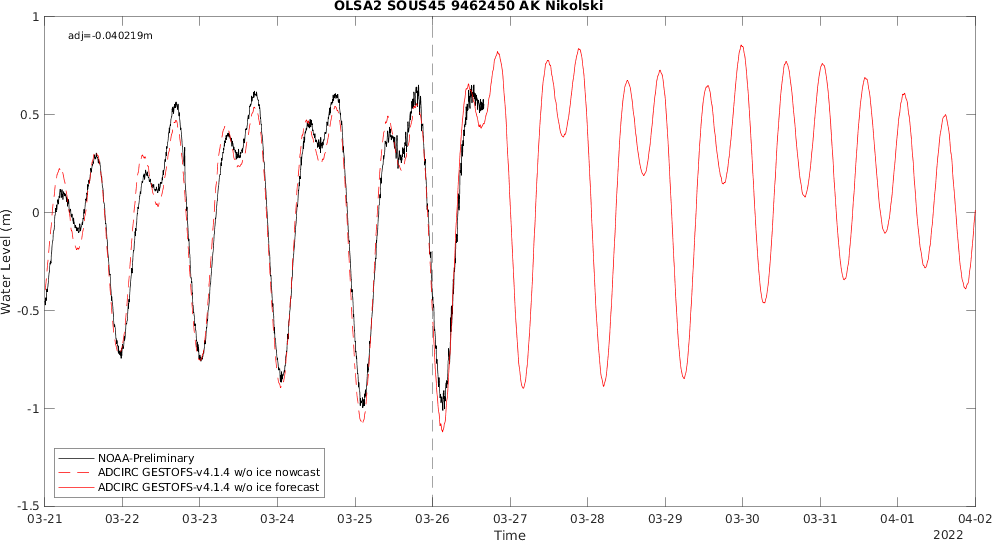 OLSA2 SOUS45 9462450 AK Nikolski
adj=-0.040219m
1
0.5
0
-0.5
-1
-1.5
Water Level (m)
NOAA-Preliminary
ADCIRC GESTOFS-v4.1.4 w/o ice nowcast
ADCIRC GESTOFS-v4.1.4 w/o ice forecast
03-21 03-22 03-23 03-24 03-25 03-26 03-27 03-28 03-29 03-30 03-31 04-01 04-02
Time
2022